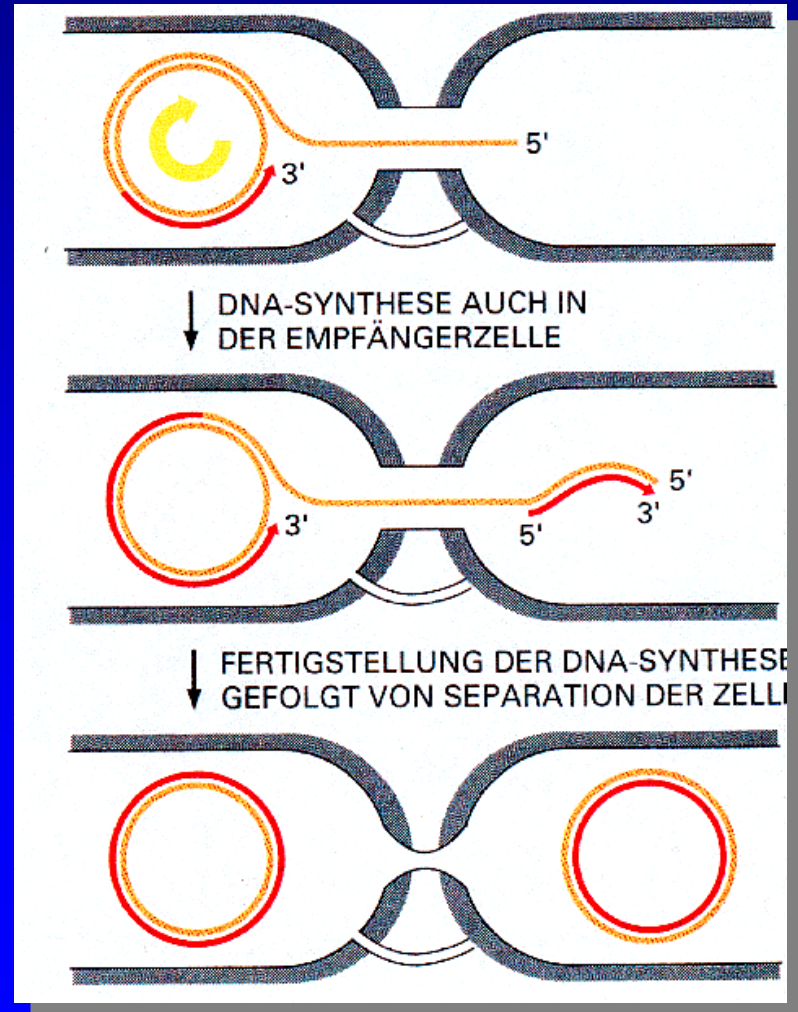 5'
3'
DNA-SYNTHESE AUCH IN
DER EMPFÄNGERZELLE
5'
3'
3'
5'
FERTIGSTELLUNG DER DNA-SYNTHESE
GEFOLGT VON SEPARATION DER